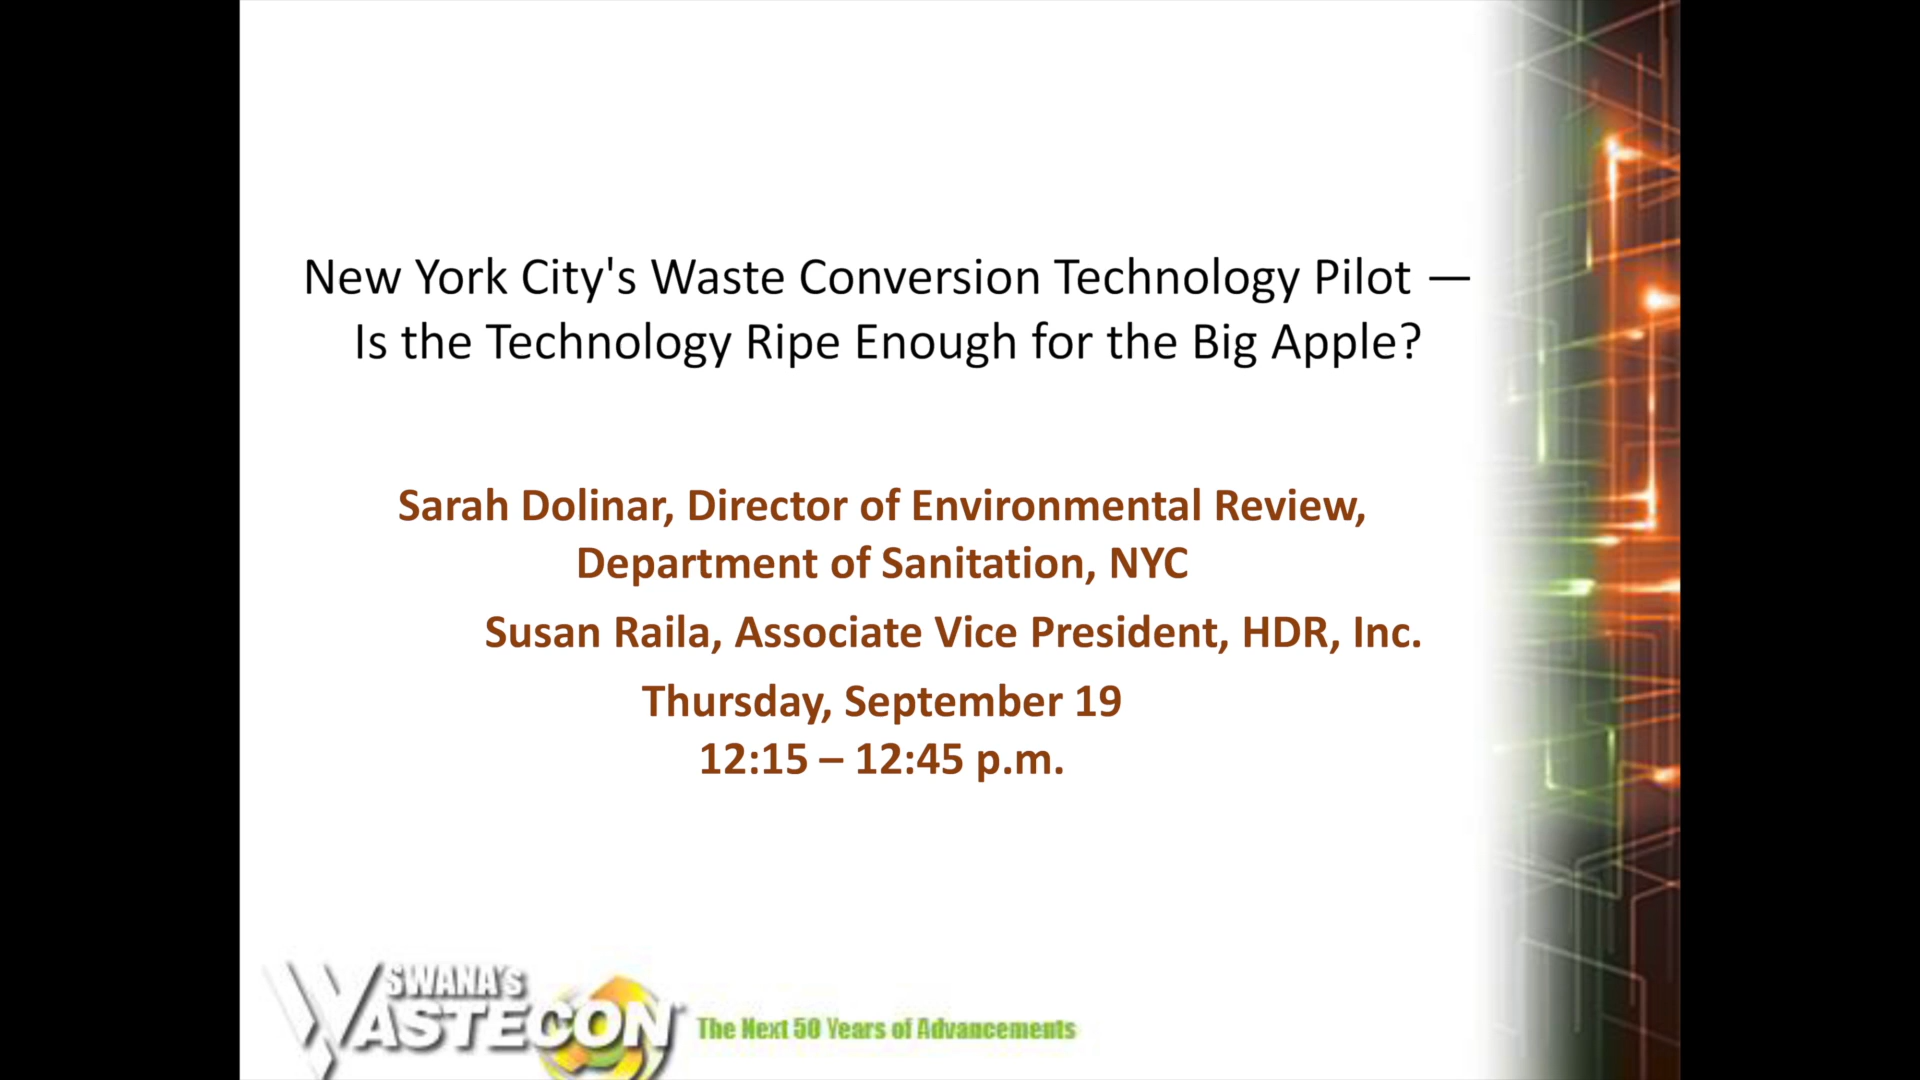 New York City's Waste Conversion Technology Pilot —
Is the Technology Ripe Enough for the Big Apple?
Sarah Dolinar, Director of Environmental Review,
Department of Sanitation, NYC
Susan Raila, Associate Vice President, HDR, Inc.
Thursday, September 19
12:15 – 12:45 p.m.
SWANA'S
WASTECON®
The Next 50 Years of Advancements